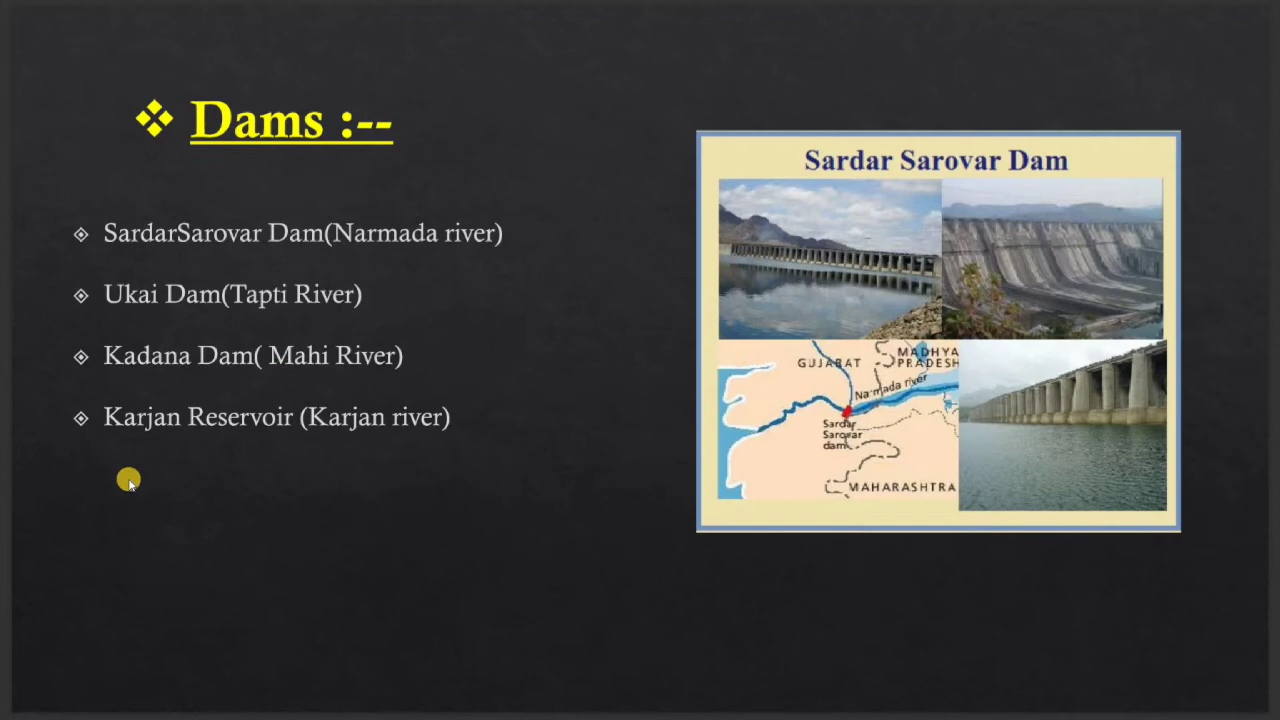 ❖ Dams :--
SardarSarovar Dam(Narmada river)
Ukai Dam(Tapti River)
Kadana Dam( Mahi River)
Karjan Reservoir (Karjan river)
Sardar Sarovar Dam
GUJARAT
MADHYA
PRADESH
Narmada river
Sardar
Sarovar
dam
MAHARASHTRA